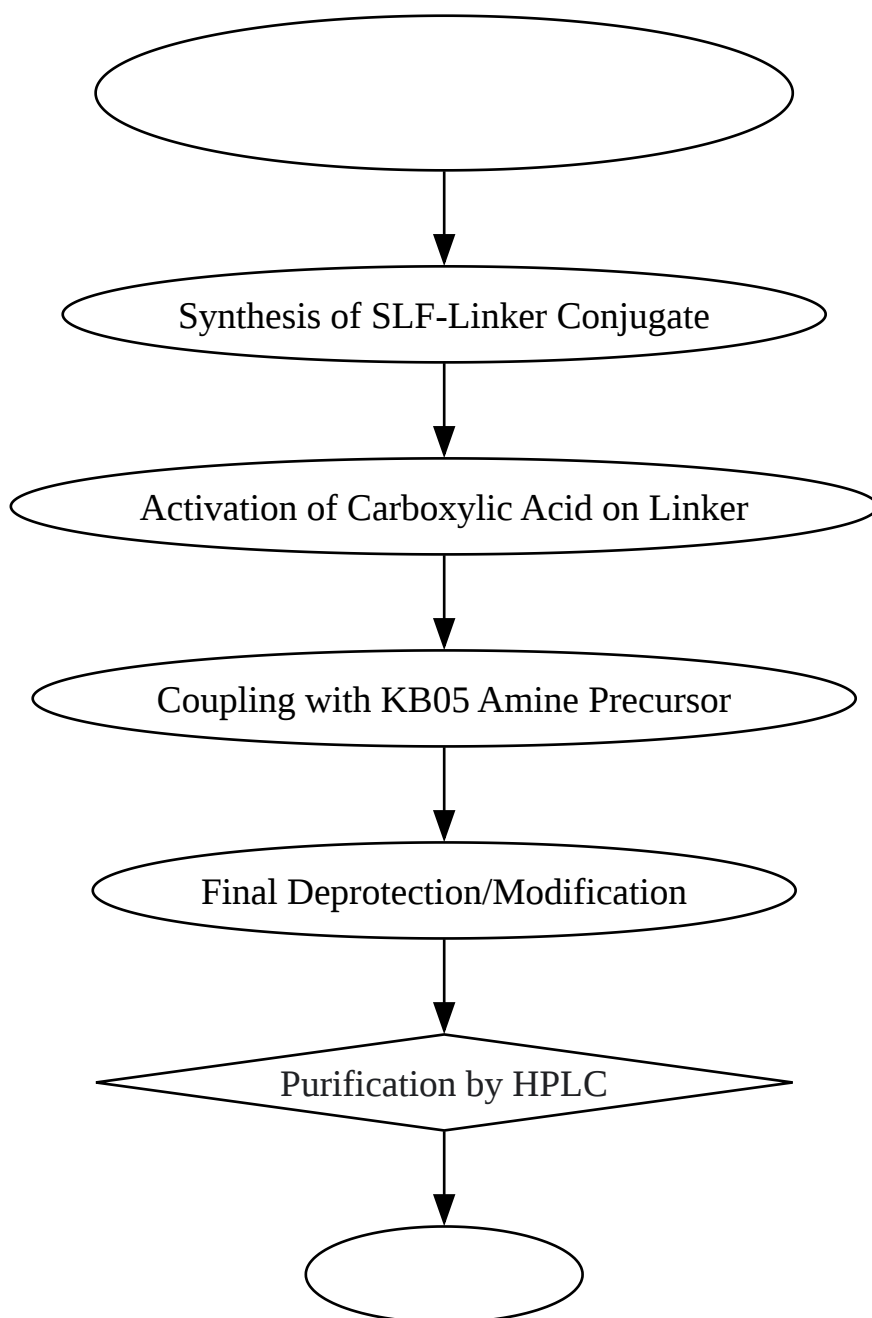 Synthesis of SLF-Linker Conjugate
Activation of Carboxylic Acid on Linker
Coupling with KB05 Amine Precursor
Final Deprotection/Modification
Purification by HPLC